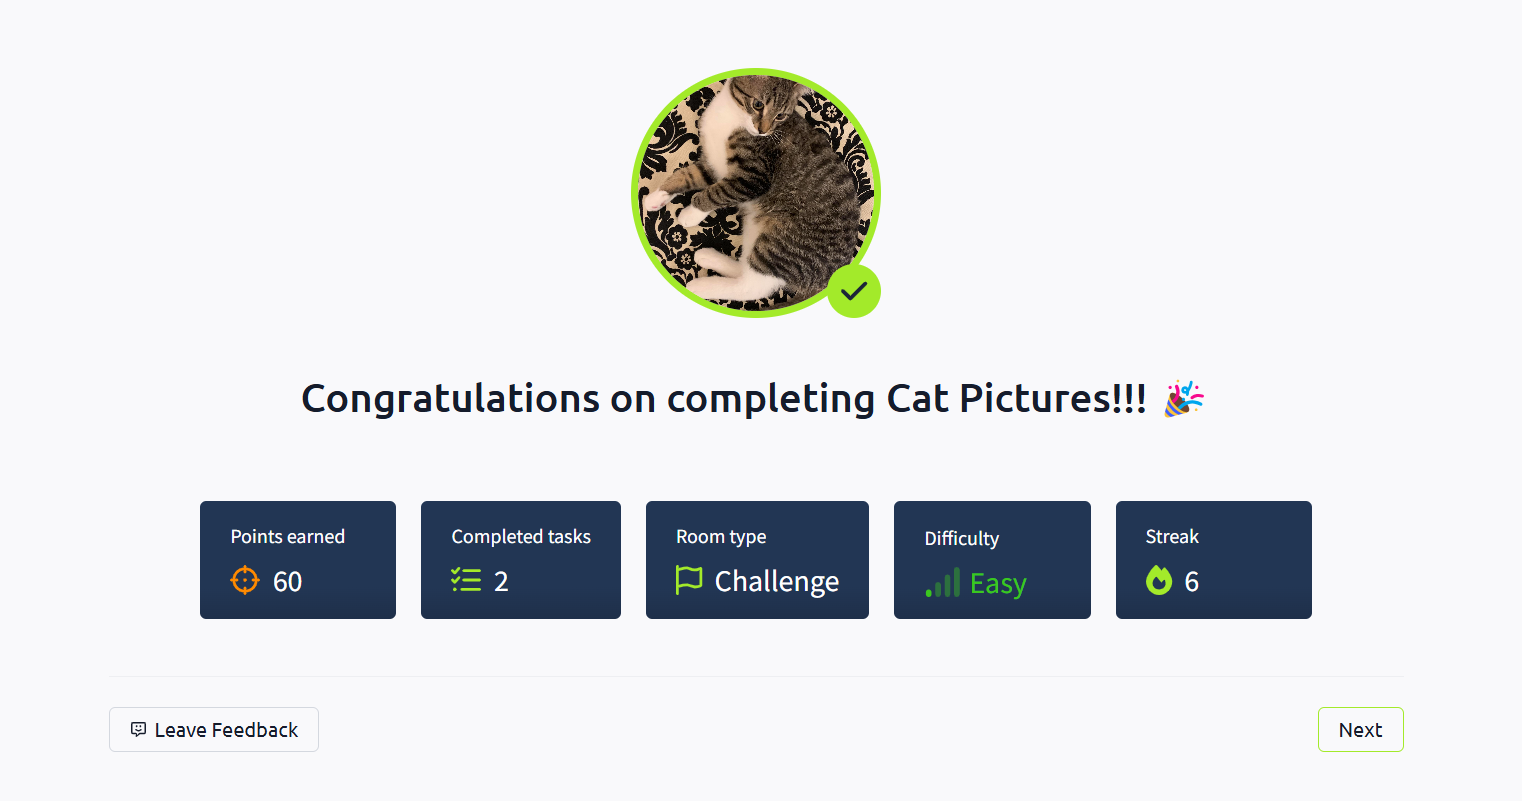 Congratulations on completing Cat Pictures!!! 🎉
Points earned
60
Completed tasks
2
Room type
Challenge
Difficulty
Easy
Streak
6
Leave Feedback
Next